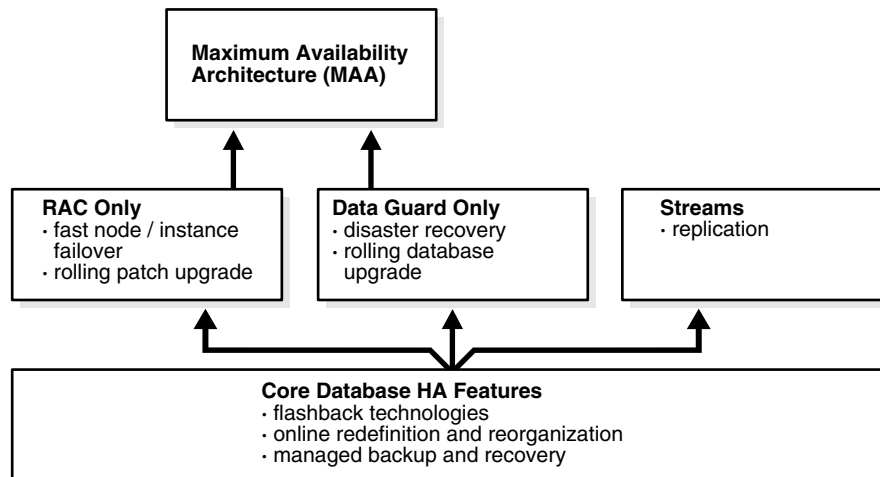 Maximum Availability
Architecture (MAA)
RAC Only
· fast node / instance
failover
· rolling patch upgrade
Data Guard Only
· disaster recovery
· rolling database
upgrade
Streams
· replication
Core Database HA Features
· flashback technologies
· online redefinition and reorganization
· managed backup and recovery